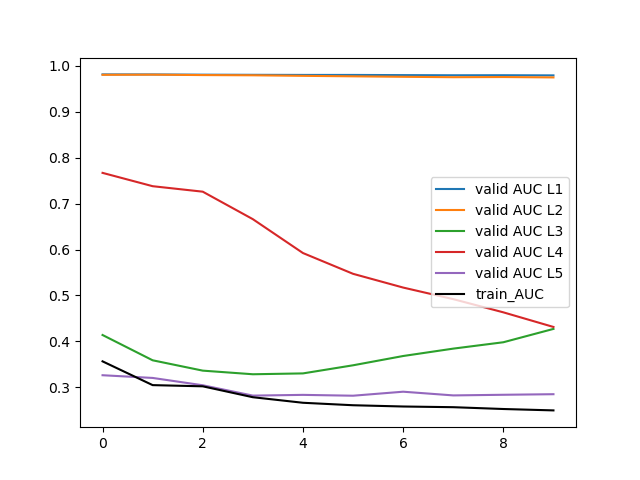 1.0
0.9
0.8
0.7
0.6
0.5
0.4
0.3
0 2 4 6 8
valid AUC L1
valid AUC L2
valid AUC L3
valid AUC L4
valid AUC L5
train_AUC